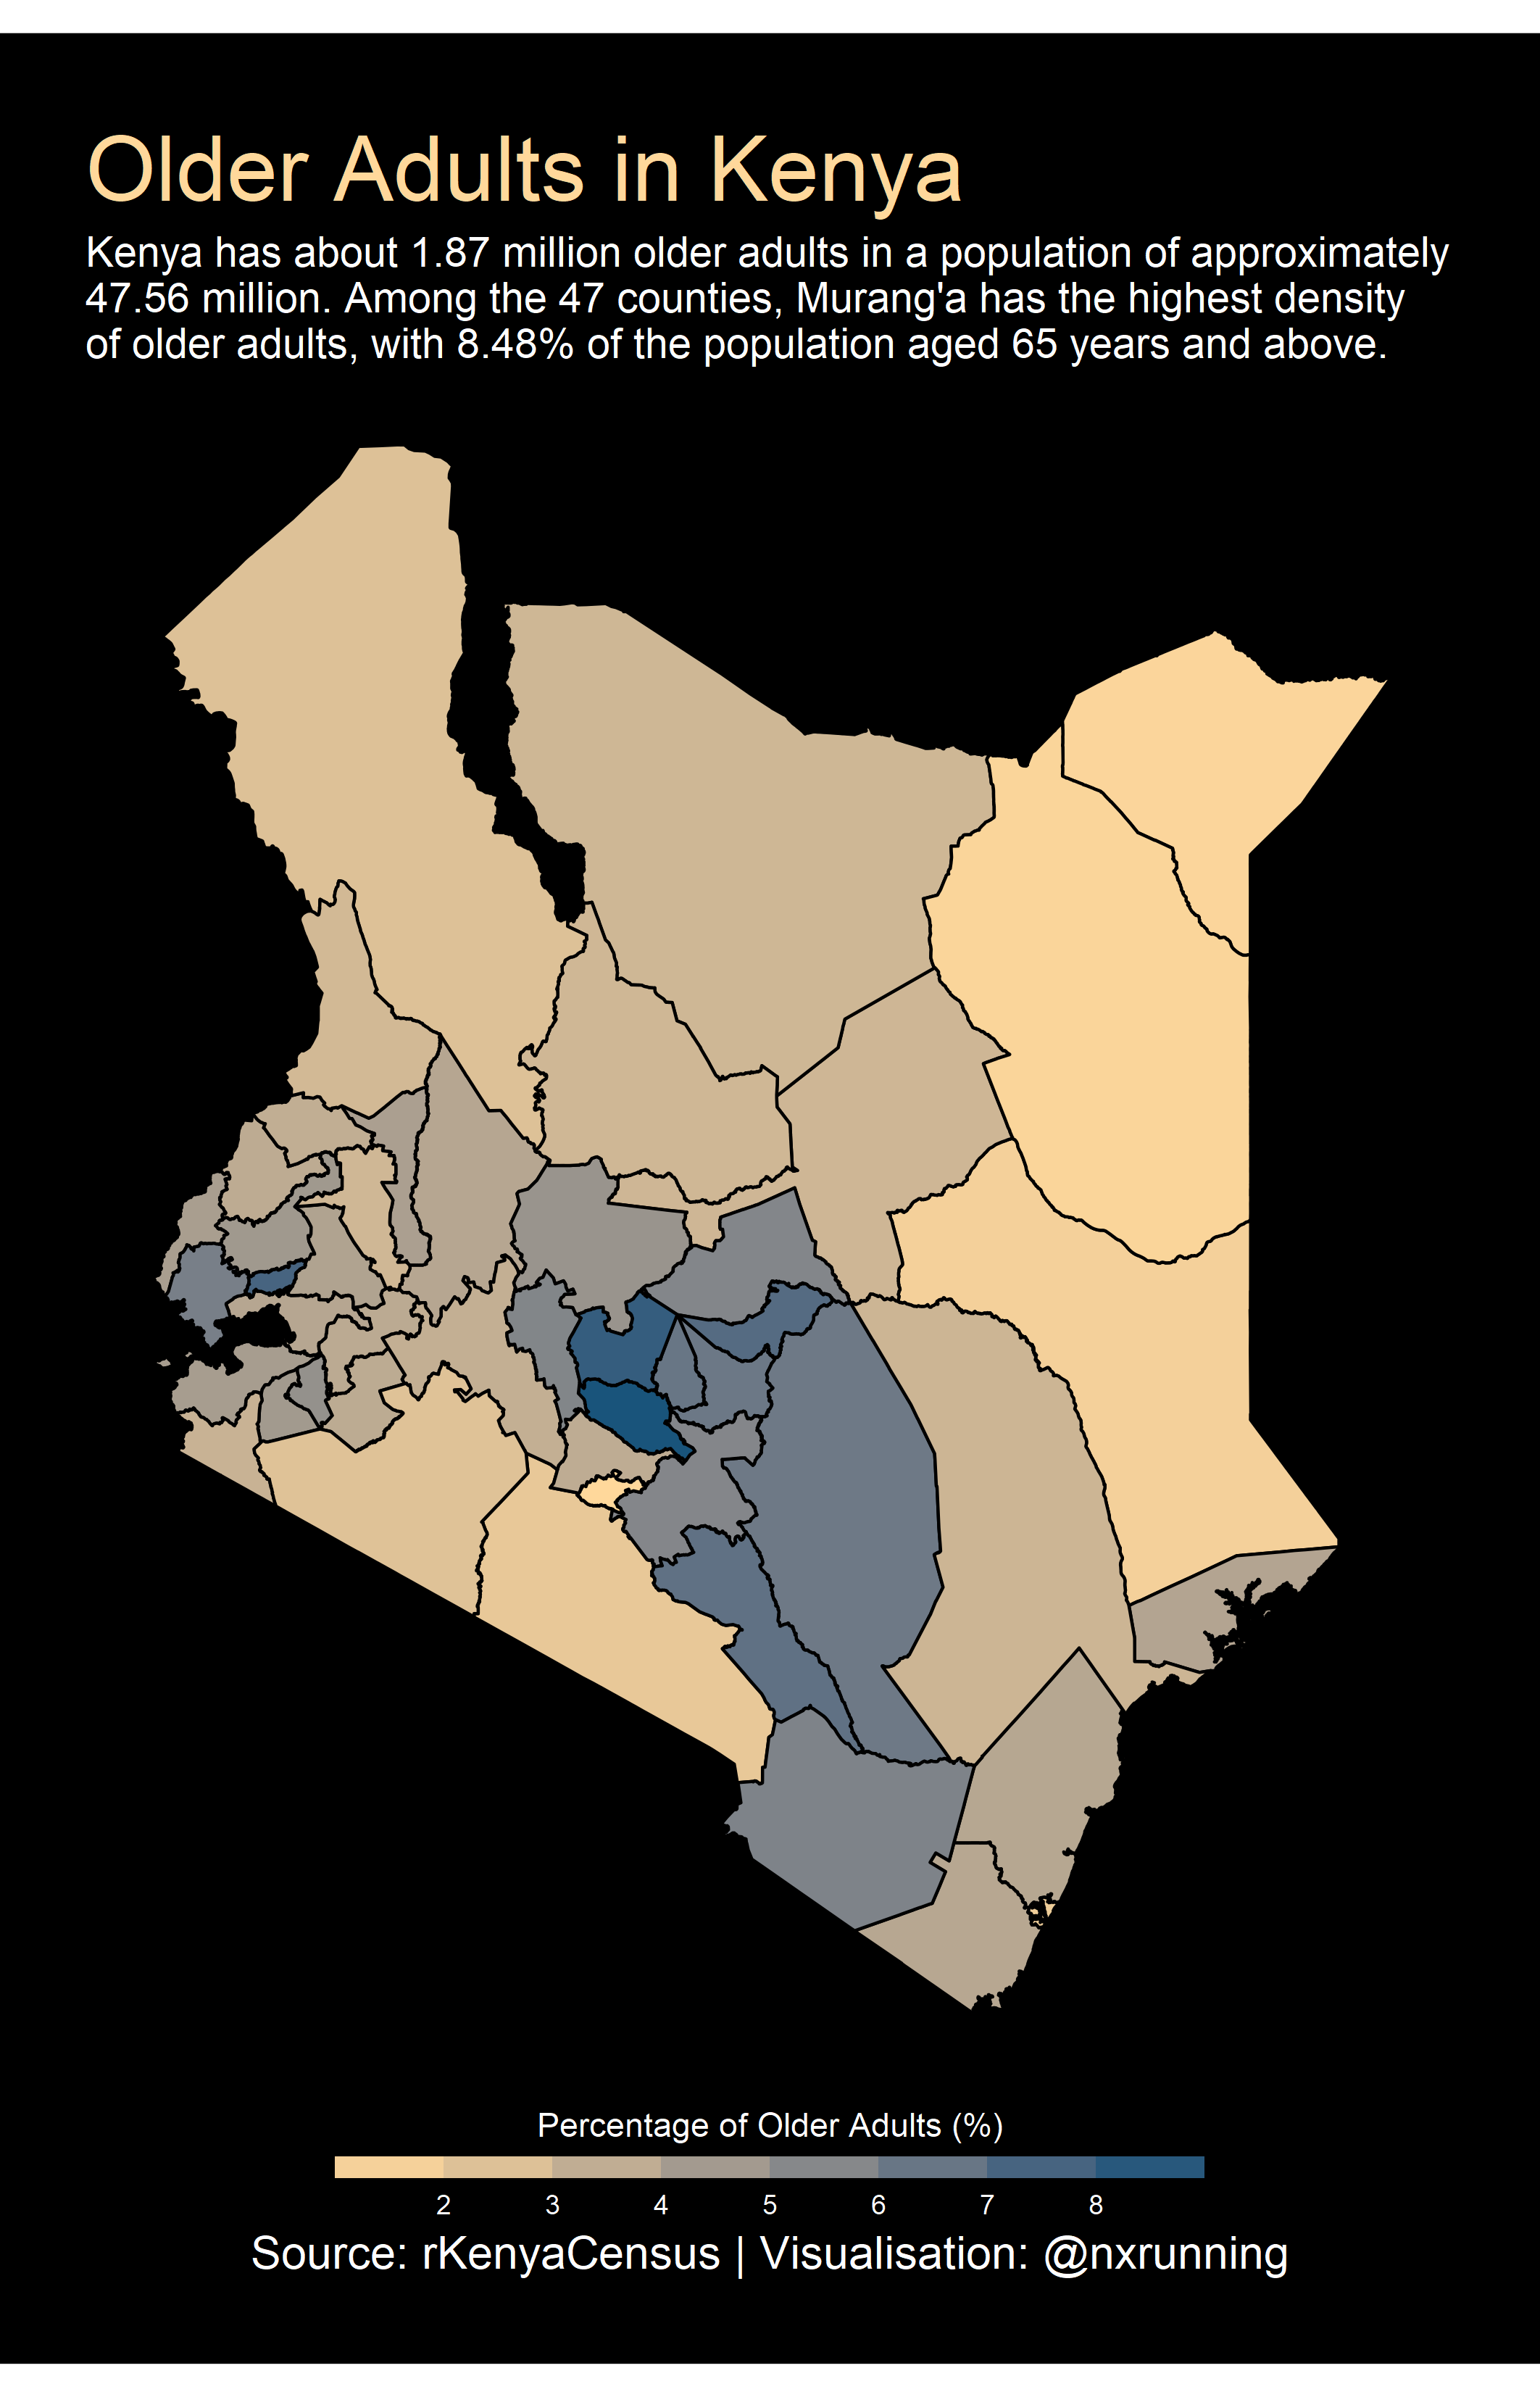 Older Adults in Kenya
Kenya has about 1.87 million older adults in a population of approximately
47.56 million. Among the 47 counties, Murang'a has the highest density
of older adults, with 8.48% of the population aged 65 years and above.
Percentage of Older Adults (%)
2 3 4 5 6 7 8
Source: rKenyaCensus | Visualisation: @nxrunning